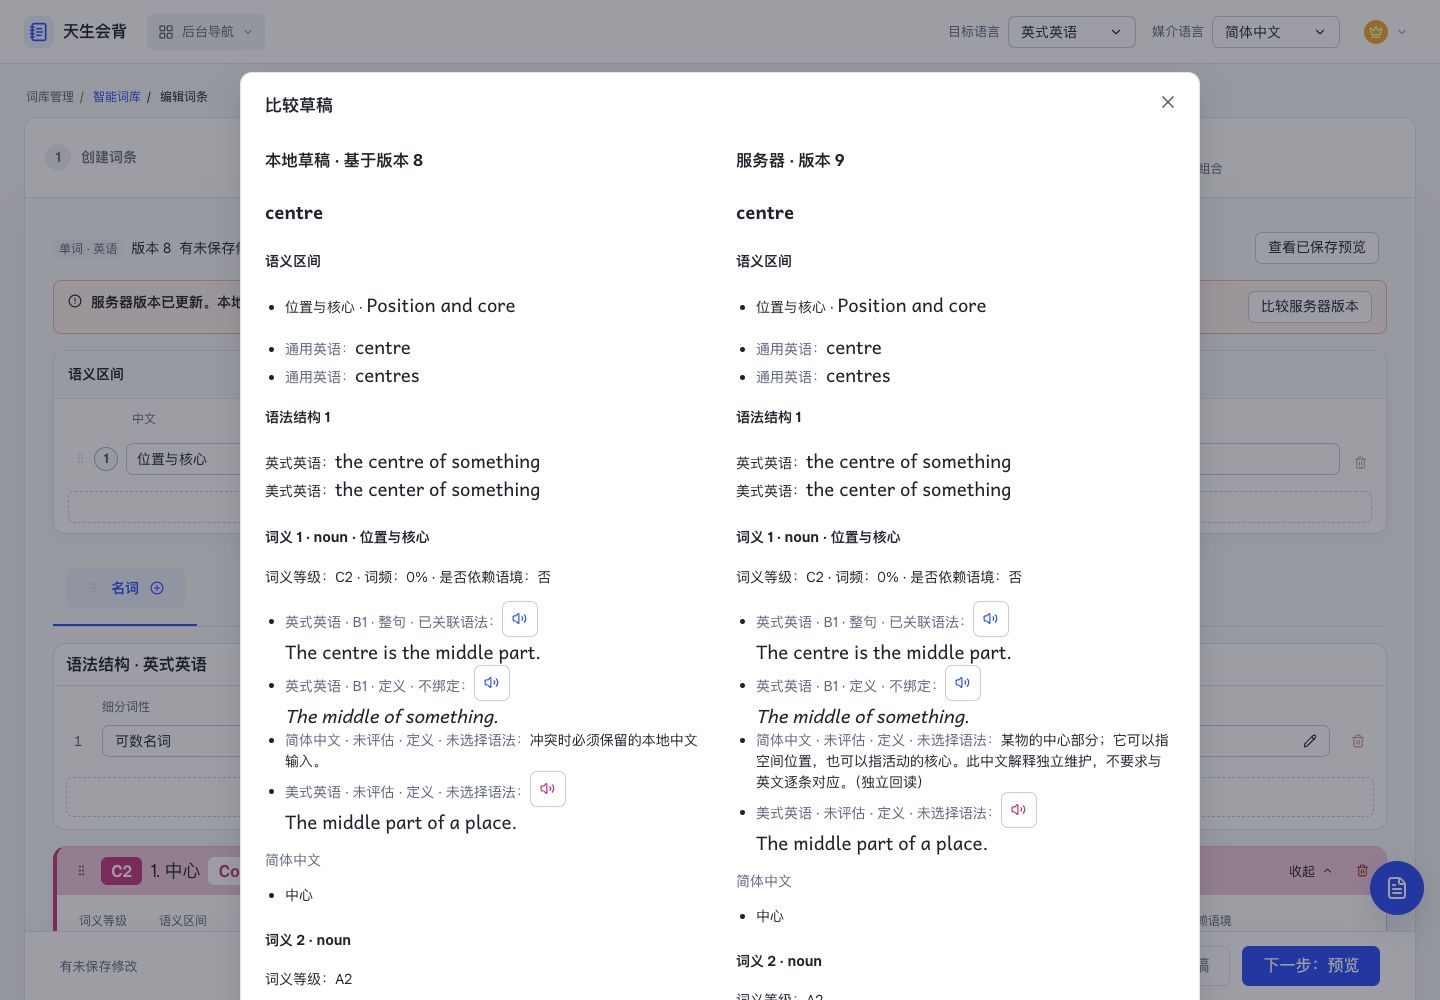 天生会背
后台导航
目标语言
英式英语
媒介语言
简体中文
词库管理 / 智能词库 / 编辑词条
1 创建词条
组合
单词 · 英语 版本 8 有未保存
查看已保存预览
服务器版本已更新。本地
比较服务器版本
语义区间
中文
1 位置与核心
名词
语法结构 · 英式英语
细分词性
1 可数名词
C2 1. 中心 Co
收起
词义等级 语义区间
赖语境
有未保存修改
稿
下一步：预览
比较草稿
本地草稿 · 基于版本 8
centre
语义区间
位置与核心 · Position and core
通用英语： centre
通用英语： centres
语法结构 1
英式英语： the centre of something
美式英语： the center of something
词义 1 · noun · 位置与核心
词义等级： C2 · 词频： 0% · 是否依赖语境： 否
英式英语 · B1 · 整句 · 已关联语法：
The centre is the middle part.
英式英语 · B1 · 定义 · 不绑定：
The middle of something.
简体中文 · 未评估 · 定义 · 未选择语法： 冲突时必须保留的本地中文
输入。
美式英语 · 未评估 · 定义 · 未选择语法：
The middle part of a place.
简体中文
中心
词义 2 · noun
词义等级： A2
服务器 · 版本 9
centre
语义区间
位置与核心 · Position and core
通用英语： centre
通用英语： centres
语法结构 1
英式英语： the centre of something
美式英语： the center of something
词义 1 · noun · 位置与核心
词义等级： C2 · 词频： 0% · 是否依赖语境： 否
英式英语 · B1 · 整句 · 已关联语法：
The centre is the middle part.
英式英语 · B1 · 定义 · 不绑定：
The middle of something.
简体中文 · 未评估 · 定义 · 未选择语法： 某物的中心部分；它可以指
空间位置，也可以指活动的核心。此中文解释独立维护，不要求与
英文逐条对应。（独立回读）
美式英语 · 未评估 · 定义 · 未选择语法：
The middle part of a place.
简体中文
中心
词义 2 · noun
词义等级： A2